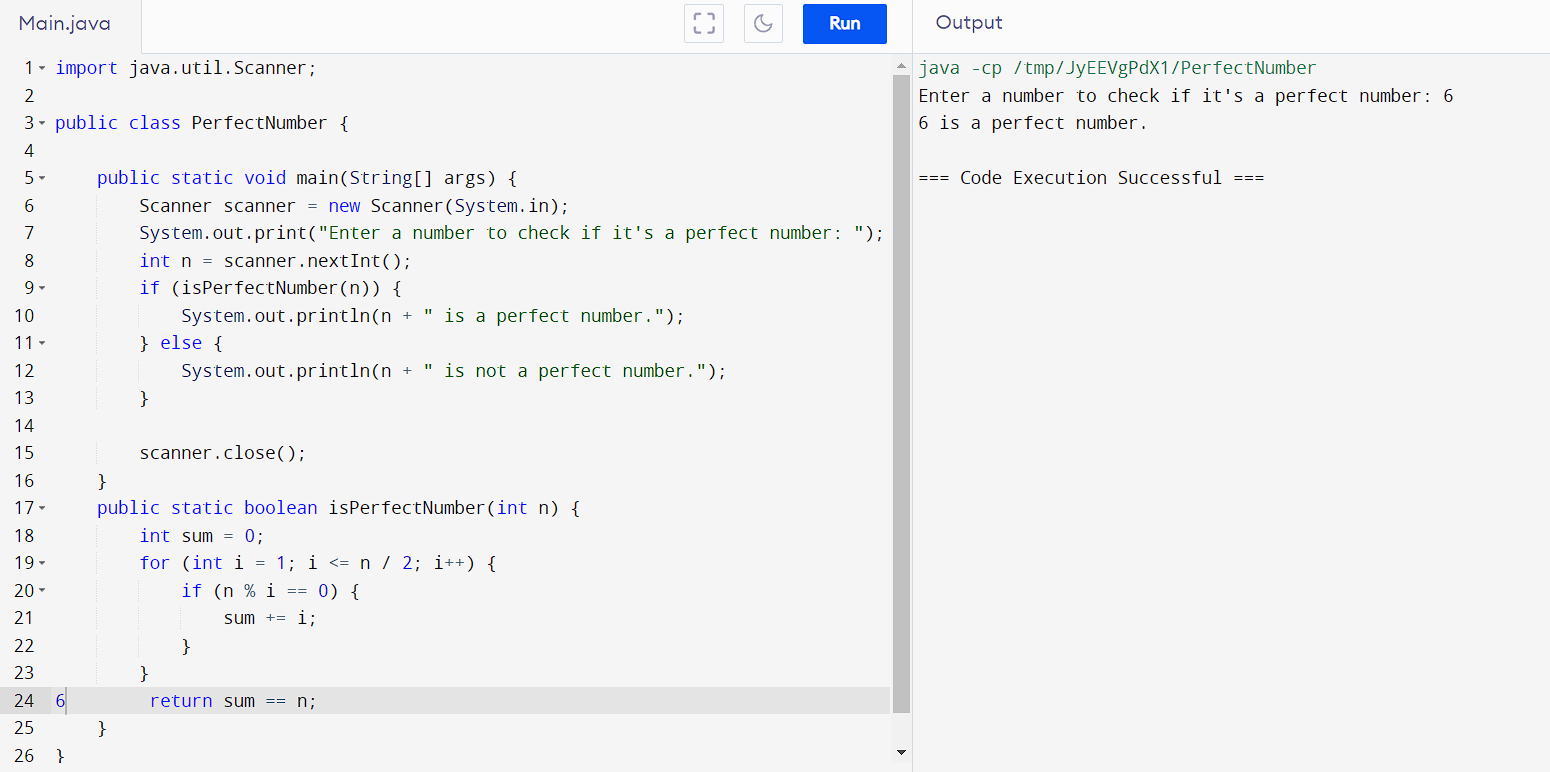 Main.java
Run
Output
1 import java.util.Scanner;
2
3 public class PerfectNumber {
4
5     public static void main(String[] args) {
6         Scanner scanner = new Scanner(System.in);
7         System.out.print("Enter a number to check if it's a perfect number: ");
8         int n = scanner.nextInt();
9         if (isPerfectNumber(n)) {
10             System.out.println(n + " is a perfect number.");
11         } else {
12             System.out.println(n + " is not a perfect number.");
13         }
14
15         scanner.close();
16     }
17     public static boolean isPerfectNumber(int n) {
18         int sum = 0;
19         for (int i = 1; i <= n / 2; i++) {
20             if (n % i == 0) {
21                 sum += i;
22             }
23         }
24 6        return sum == n;
25     }
26 }
java -cp /tmp/JyEEVgPdX1/PerfectNumber
Enter a number to check if it's a perfect number: 6
6 is a perfect number.
=== Code Execution Successful ===